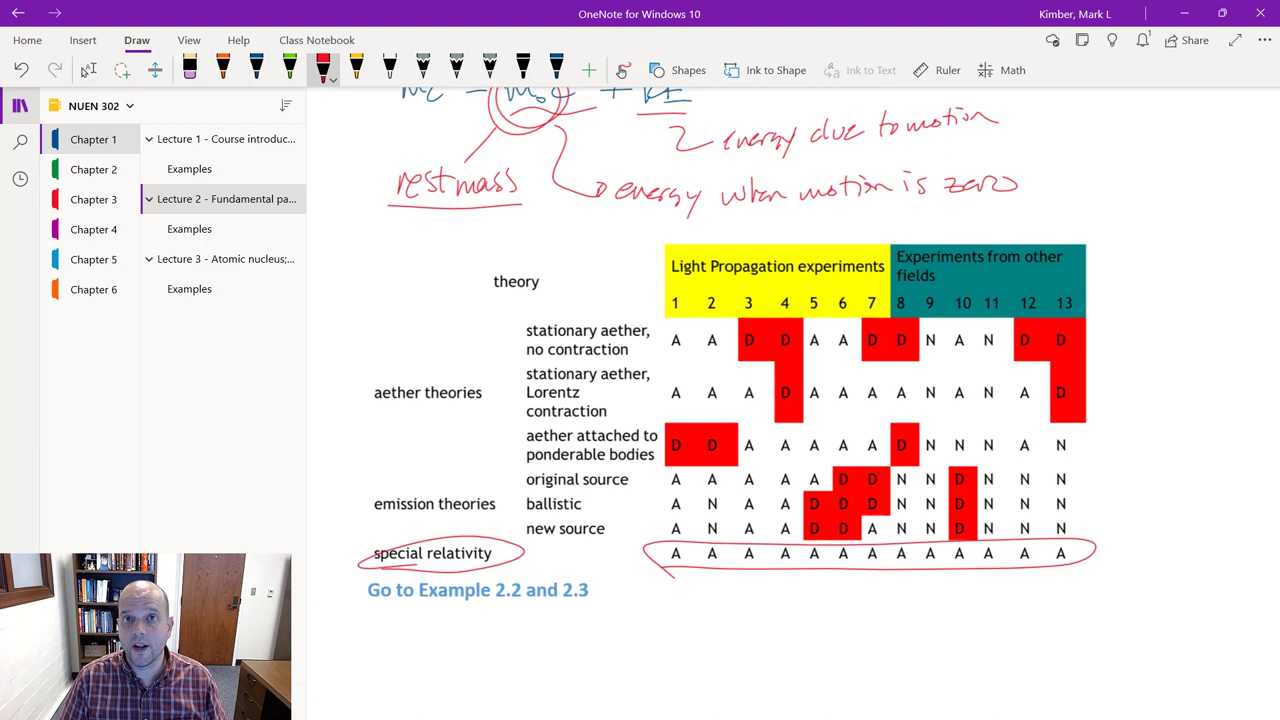 OneNote for Windows 10
Kimber, Mark L
Home Insert Draw View Help Class Notebook
Share
Shapes Ink to Shape Ink to Text Ruler Math
NUEN 302
Chapter 1
Chapter 2
Chapter 3
Chapter 4
Chapter 5
Chapter 6
Lecture 1 - Course introduc...
Examples
Lecture 2 - Fundamental pa...
Examples
Lecture 3 - Atomic nucleus;...
Examples
+ KE
energy due to motion
rest mass
energy when motion is zero
theory
Light Propagation experiments
Experiments from other
fields
1 2 3 4 5 6 7 8 9 10 11 12 13
aether theories
stationary aether,
no contraction
A A D D A A D D N A N D D
stationary aether,
Lorentz
contraction
A A A D A A A A N A N A D
aether attached to
ponderable bodies
D D A A A A A D N N N A N
emission theories
original source
A A A A A D D N N D N N N
ballistic
A N A A D D D N N D N N N
new source
A N A A D D A N N D N N N
special relativity
A A A A A A A A A A A A A
Go to Example 2.2 and 2.3